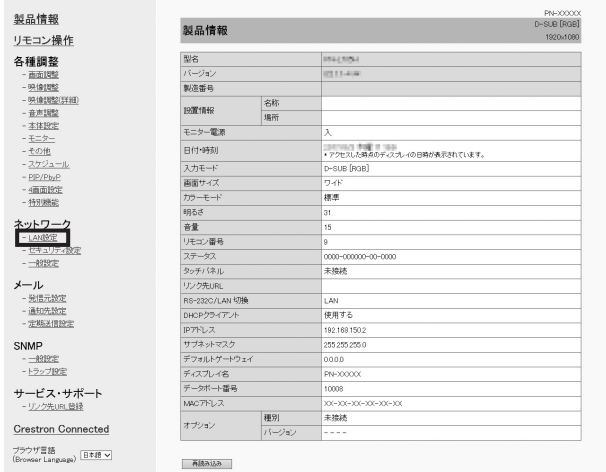 製品情報
リモコン操作
各種調整
- 画面調整
- 映像調整
- 映像調整(詳細)
- 音声調整
- 本体設定
- モニター
- その他
- スケジュール
- PIP/PbyP
- 4画面設定
- 特別機能
ネットワーク
- LAN設定
- セキュリティ設定
- 一般設定
メール
- 発信元設定
- 通知先設定
- 定期送信設定
SNMP
- 一般設定
- トラップ設定
サービス・サポート
- リンク先URL登録
Crestron Connected
ブラウザ言語
(Browser Language) 日本語
PN-XXXXX
製品情報 D-SUB [RGB]
1920x1080
型名
バージョン
製造番号
設置情報 名称
場所
モニター電源 入
日付・時刻
• アクセスした時点のディスプレイの日時が表示されています。
入力モード D-SUB [RGB]
画面サイズ ワイド
カラーモード 標準
明るさ 31
音量 15
リモコン番号 9
ステータス 0000-000000-00-0000
タッチパネル 未接続
リンク先URL
RS-232C/LAN 切換 LAN
DHCPクライアント 使用する
IPアドレス 192.168.150.2
サブネットマスク 255.255.255.0
デフォルトゲートウェイ 0.0.0.0
ディスプレイ名 PN-XXXXX
データポート番号 10008
MACアドレス XX-XX-XX-XX-XX-XX
オプション 種別 未接続
バージョン - - - -
再読み込み